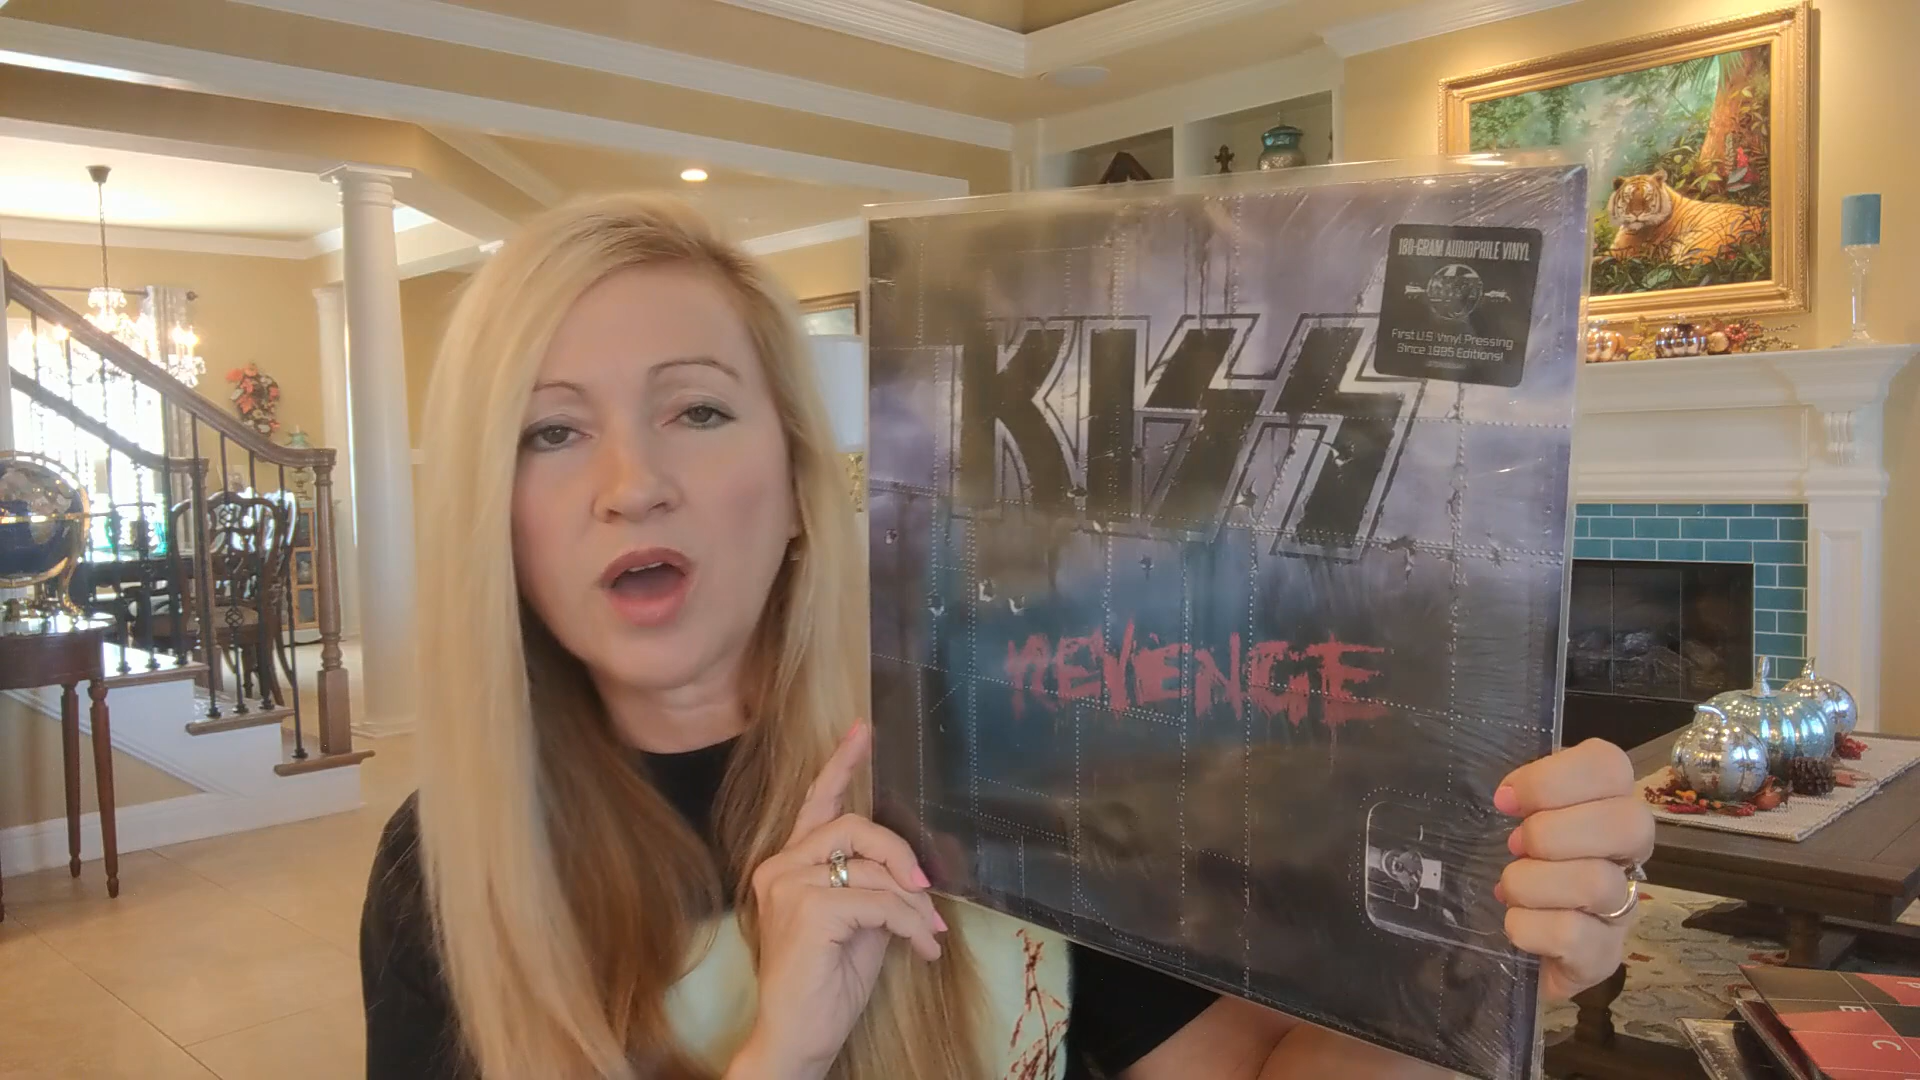 180-GRAM AUDIOPHILE VINYL
First U.S. Vinyl Pressing
Since 1995 Editions!
KISS
REVENGE
P
E
C